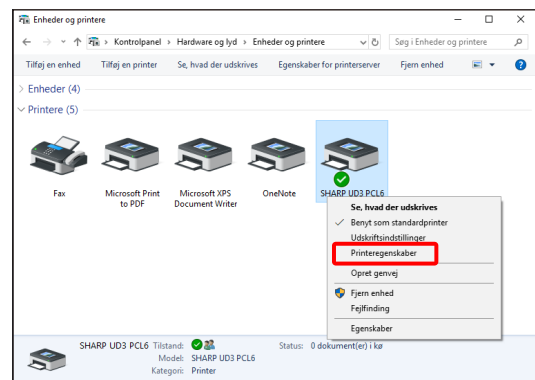 Enheder og printere
Kontrolpanel > Hardware og lyd > Enheder og printere
Søg i Enheder og printere
Tilføj en enhed Tilføj en printer Se, hvad der udskrives Egenskaber for printerserver Fjern enhed
Enheder (4)
Printere (5)
Fax
Microsoft Print to PDF
Microsoft XPS Document Writer
OneNote
SHARP UD3 PCL6
Se, hvad der udskrives
Benyt som standardprinter
Udskriftsindstillinger
Printeregenskaber
Opret genvej
Fjern enhed
Fejlfinding
Egenskaber
SHARP UD3 PCL6 Tilstand: Status: 0 dokument(er) i kø
Model: SHARP UD3 PCL6
Kategori: Printer